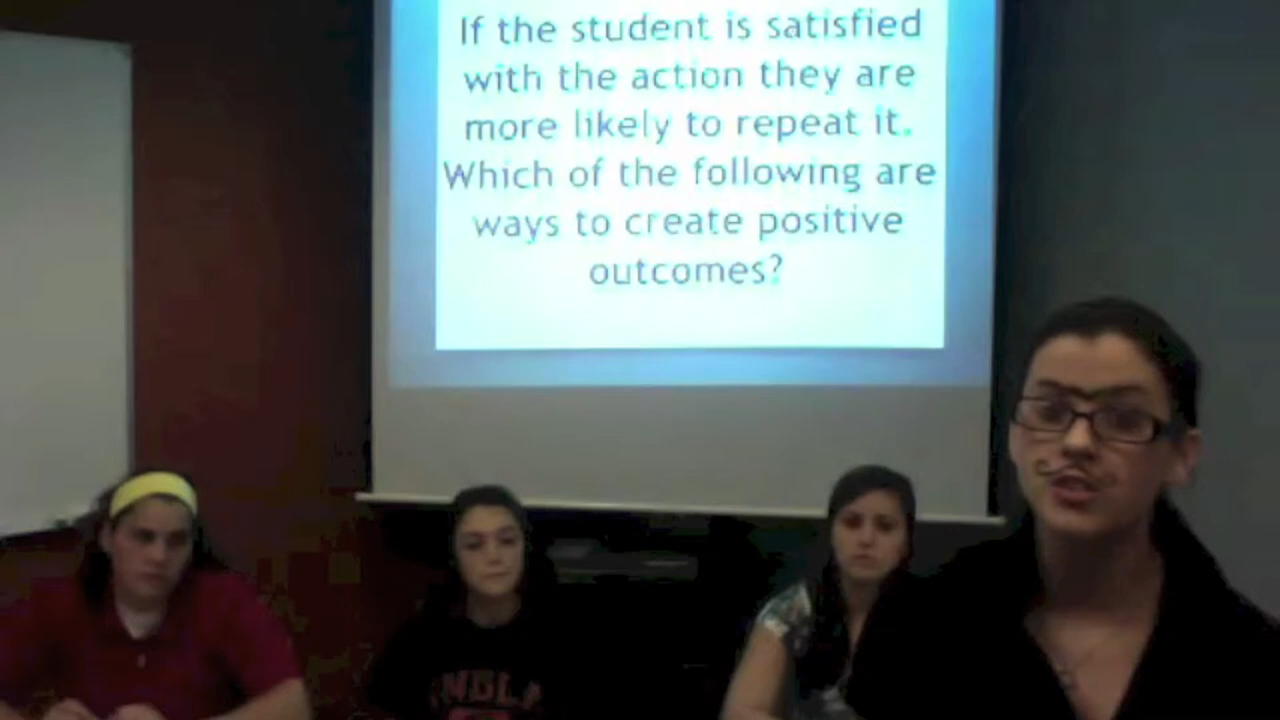 If the student is satisfied
with the action they are
more likely to repeat it.
Which of the following are
ways to create positive
outcomes?